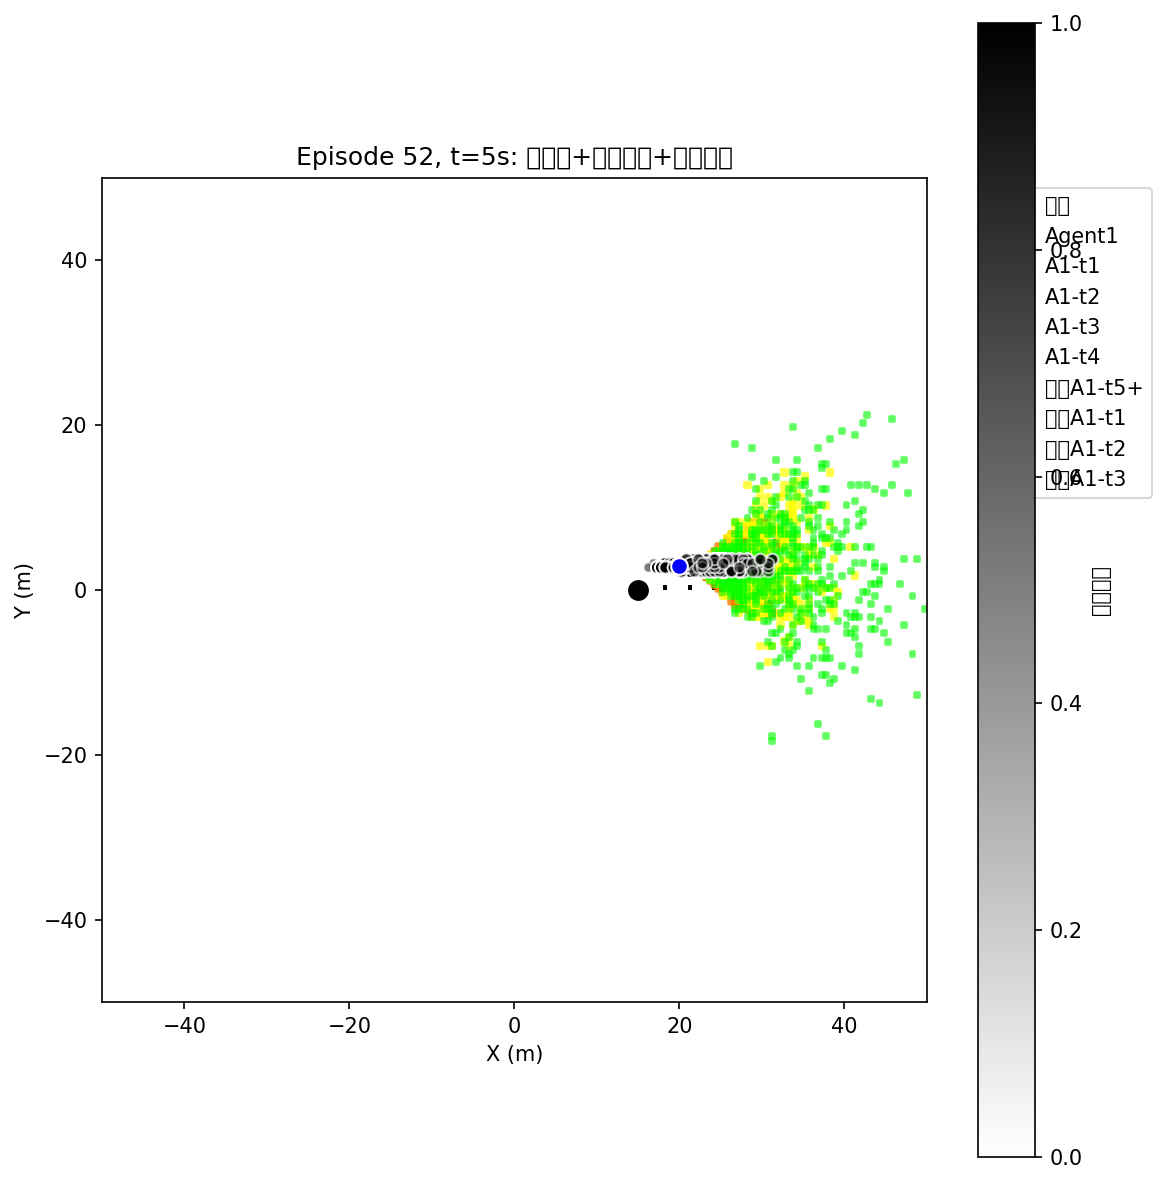 Episode 52, t=5s: □□□+□□□□+□□□□
1.0
0.8
0.6
0.4
0.2
0.0
□□
Agent1
A1-t1
A1-t2
A1-t3
A1-t4
□□A1-t5+
□□A1-t1
□□A1-t2
□□A1-t3
□□□□
40
20
0
−20
−40
Y (m)
−40
−20
0
20
40
X (m)